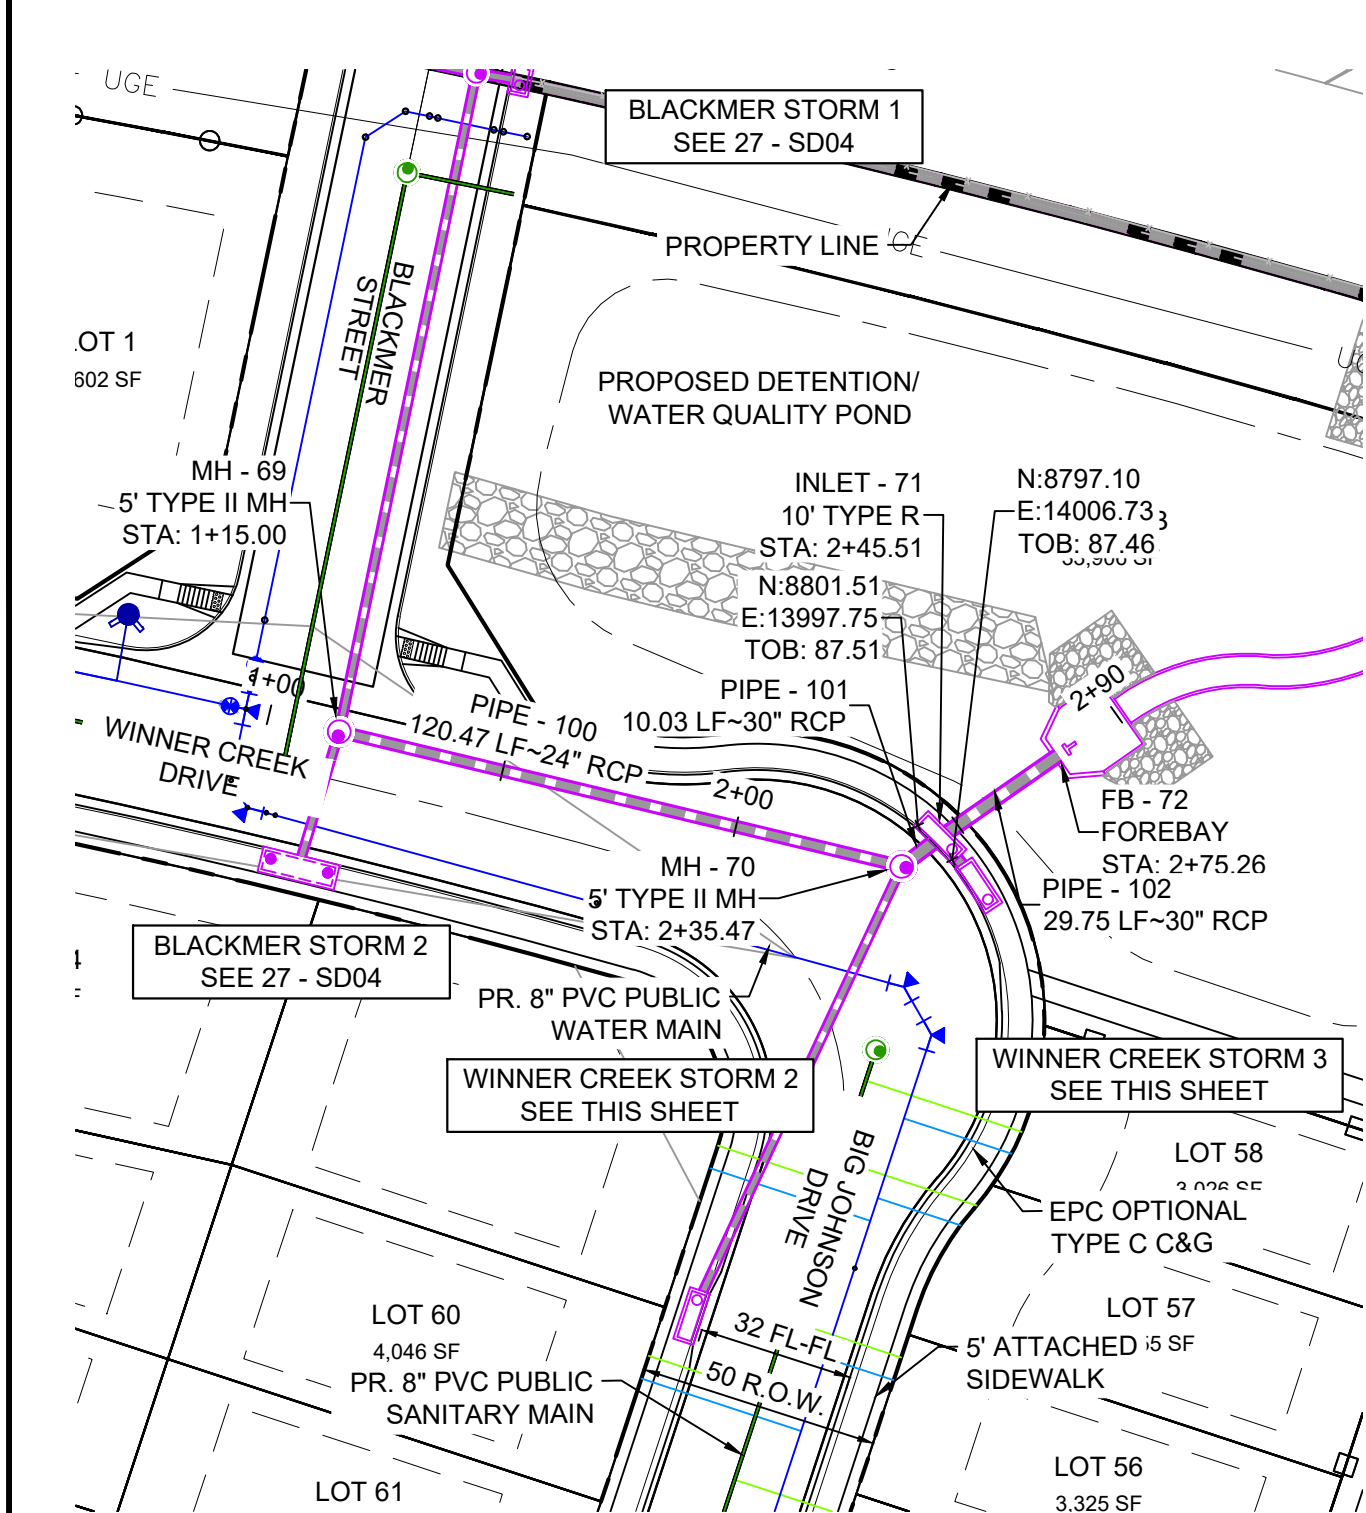 UGE
BLACKMER STORM 1
SEE 27 - SD04
PROPERTY LINE
BLACKMER
STREET
LOT 1
602 SF
PROPOSED DETENTION/
WATER QUALITY POND
MH - 69
5' TYPE II MH
STA: 1+15.00
INLET - 71
10' TYPE R
STA: 2+45.51
N:8797.10
E:14006.73
TOB: 87.46
N:8801.51
E:13997.75
TOB: 87.51
1+00
PIPE - 100
120.47 LF~24" RCP
PIPE - 101
10.03 LF~30" RCP
2+90
WINNER CREEK
DRIVE
2+00
FB - 72
FOREBAY
STA: 2+75.26
MH - 70
5' TYPE II MH
STA: 2+35.47
PIPE - 102
29.75 LF~30" RCP
BLACKMER STORM 2
SEE 27 - SD04
PR. 8" PVC PUBLIC
WATER MAIN
WINNER CREEK STORM 2
SEE THIS SHEET
WINNER CREEK STORM 3
SEE THIS SHEET
BIG JOHNSON
DRIVE
LOT 58
3,026 SF
EPC OPTIONAL
TYPE C C&G
LOT 60
4,046 SF
32 FL-FL
LOT 57
5 SF
5' ATTACHED
SIDEWALK
50 R.O.W.
PR. 8" PVC PUBLIC
SANITARY MAIN
LOT 61
LOT 56
3,325 SF